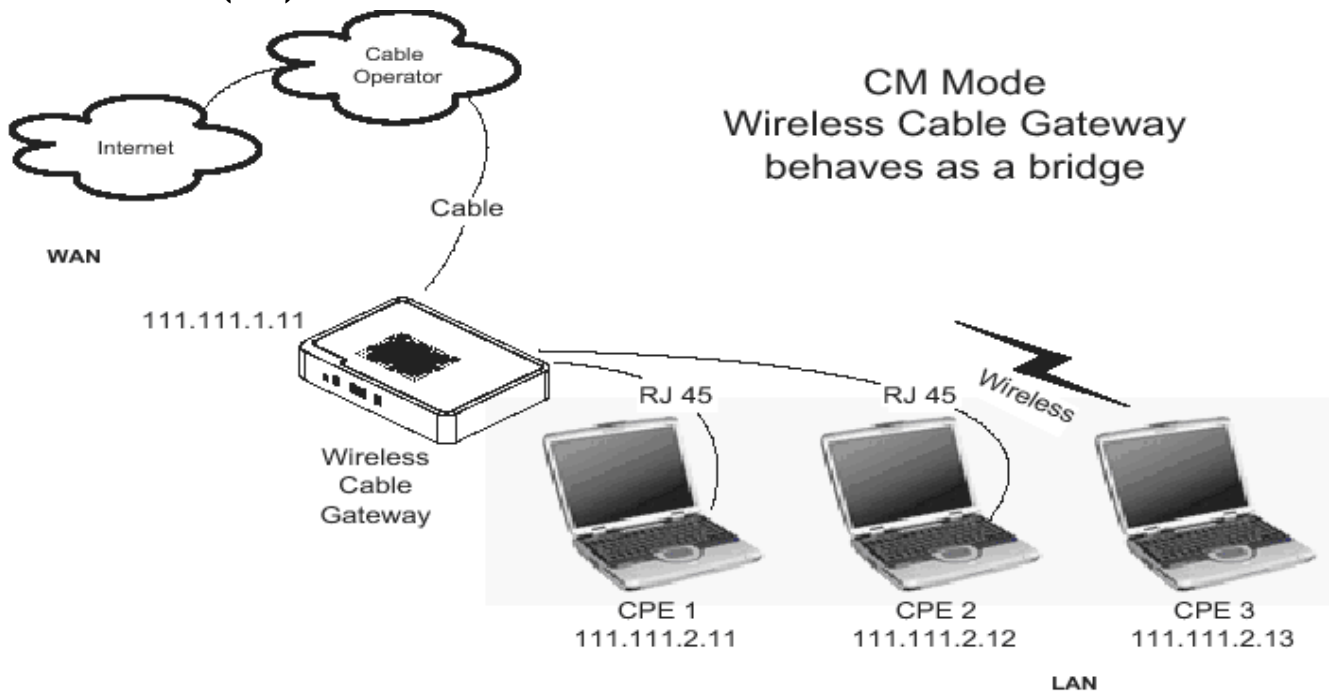 Cable
Operator
Internet
CM Mode
Wireless Cable Gateway
behaves as a bridge
Cable
WAN
111.111.1.11
Wireless
RJ 45
RJ 45
Wireless
Cable
Gateway
CPE 1
111.111.2.11
CPE 2
111.111.2.12
CPE 3
111.111.2.13
LAN